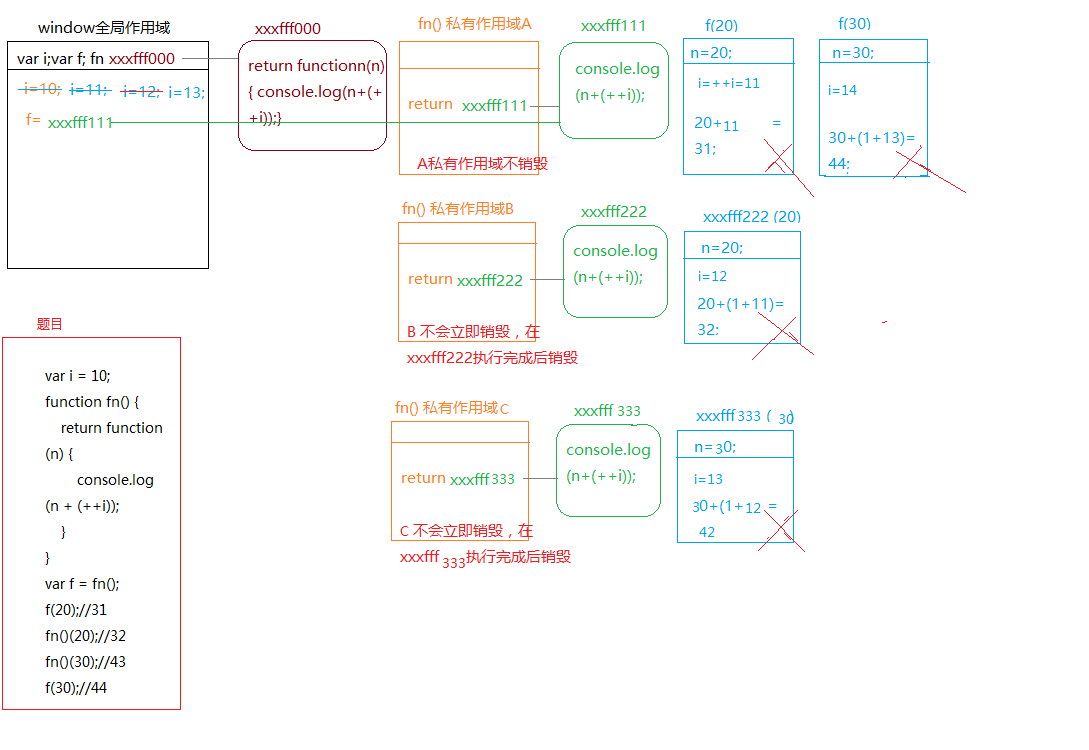 window全局作用域
var i;var f; fn xxxfff000
i=10; i=11; i=12; i=13;
f= xxxfff111
xxxfff000
return functionn(n)
{ console.log(n+(+
+i));}
fn() 私有作用域A
return xxxfff111
A私有作用域不销毁
xxxfff111
console.log
(n+(++i));
f(20)
n=20;
i=++i=11
20+11 =
31;
f(30)
n=30;
i=14
30+(1+13)=
44;
fn() 私有作用域B
return xxxfff222
B 不会立即销毁，在
xxxfff222执行完成后销毁
xxxfff222
console.log
(n+(++i));
xxxfff222 (20)
n=20;
i=12
20+(1+11)=
32;
fn() 私有作用域C
return xxxfff333
C 不会立即销毁，在
xxxfff 333执行完成后销毁
xxxfff 333
console.log
(n+(++i));
xxxfff 333 ( 30)
n=30;
i=13
30+(1+12 =
42
题目
var i = 10;
function fn() {
return function
(n) {
console.log
(n + (++i));
}
}
var f = fn();
f(20);//31
fn()(20);//32
fn()(30);//43
f(30);//44